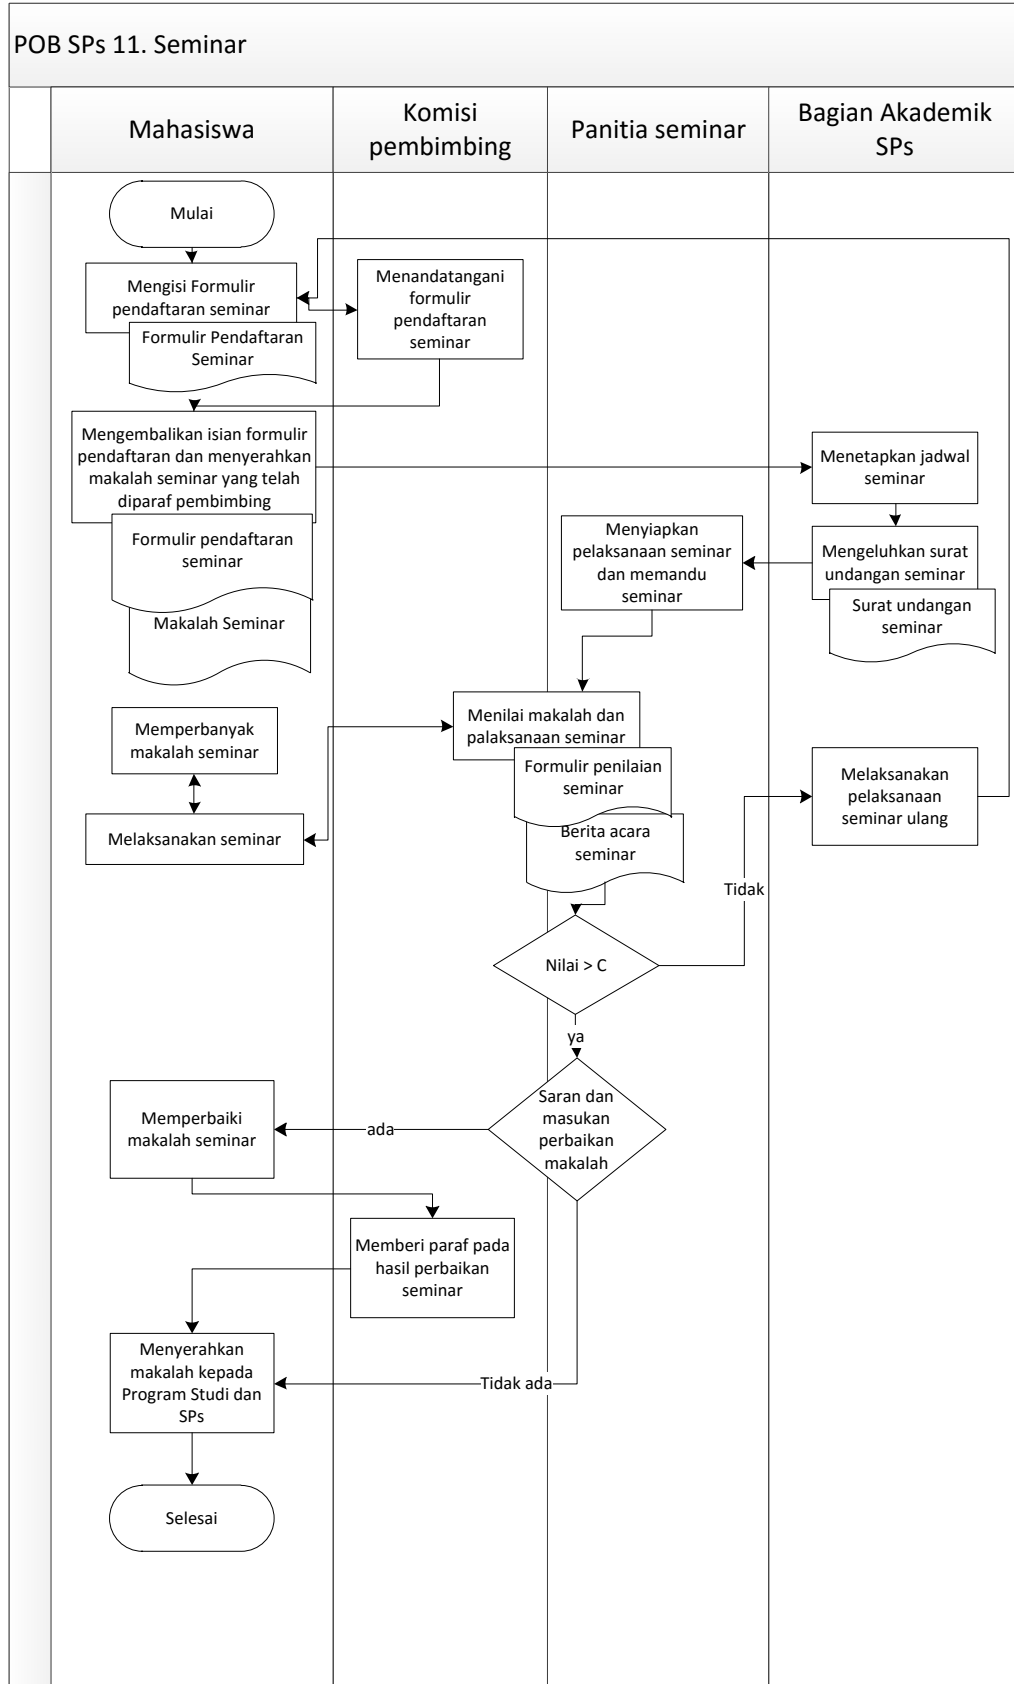 POB SPs 11. Seminar
Mahasiswa
Komisi
pembimbing
Panitia seminar
Bagian Akademik
SPs
Mulai
Mengisi Formulir
pendaftaran seminar
Formulir Pendaftaran
Seminar
Menandatangani
formulir
pendaftaran
seminar
Mengembalikan isian formulir
pendaftaran dan menyerahkan
makalah seminar yang telah
diparaf pembimbing
Formulir pendaftaran
seminar
Makalah Seminar
Menetapkan jadwal
seminar
Mengeluhkan surat
undangan seminar
Surat undangan
seminar
Menyiapkan
pelaksanaan seminar
dan memandu
seminar
Menilai makalah dan
palaksanaan seminar
Formulir penilaian
seminar
Berita acara
seminar
Memperbanyak
makalah seminar
Melaksanakan seminar
Melaksanakan
pelaksanaan
seminar ulang
Tidak
Nilai > C
ya
Saran dan
masukan
perbaikan
makalah
ada
Memperbaiki
makalah seminar
Memberi paraf pada
hasil perbaikan
seminar
Menyerahkan
makalah kepada
Program Studi dan
SPs
Tidak ada
Selesai